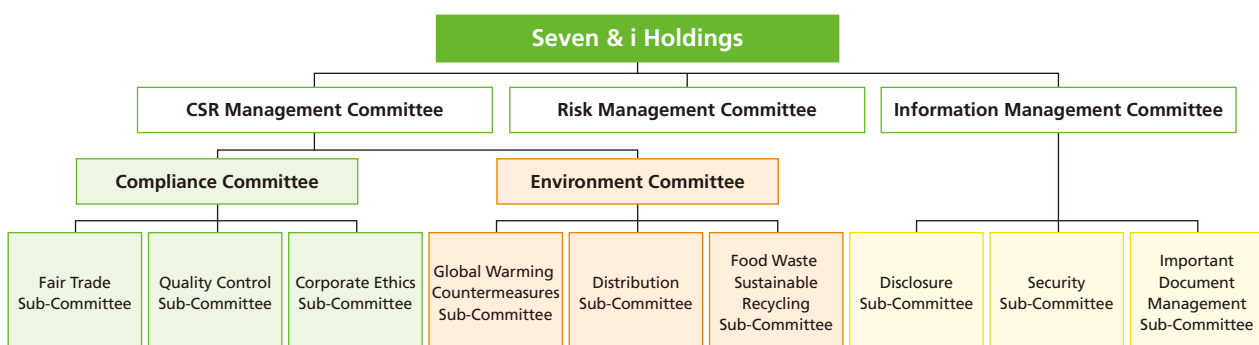 Seven & i Holdings
CSR Management Committee
Risk Management Committee
Information Management Committee
Compliance Committee
Environment Committee
Fair Trade
Sub-Committee
Quality Control
Sub-Committee
Corporate Ethics
Sub-Committee
Global Warming
Countermeasures
Sub-Committee
Distribution
Sub-Committee
Food Waste
Sustainable
Recycling
Sub-Committee
Disclosure
Sub-Committee
Security
Sub-Committee
Important
Document
Management
Sub-Committee